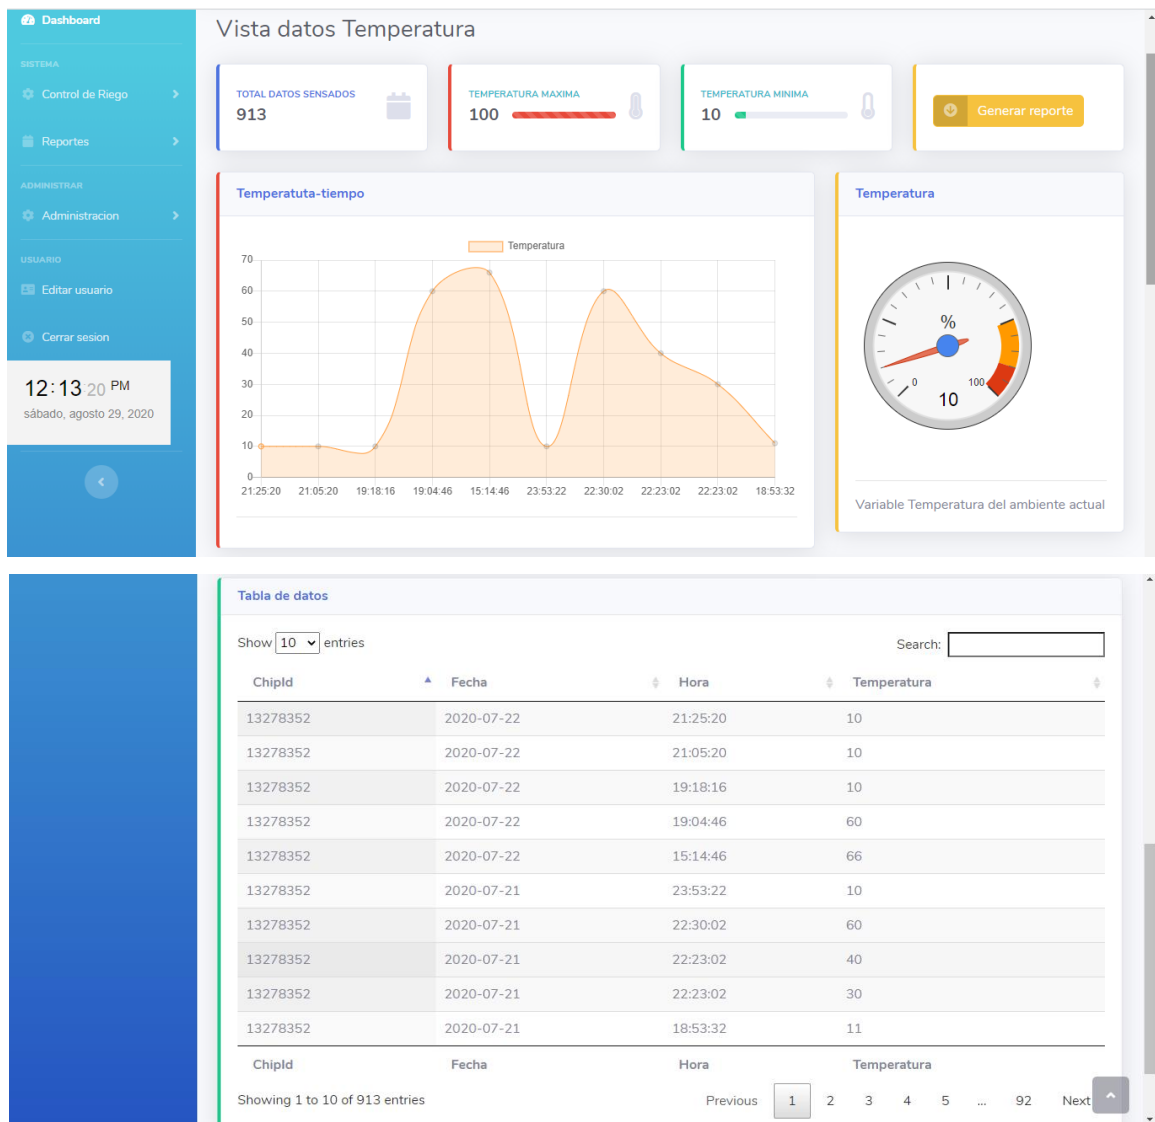 Dashboard
SISTEMA
Control de Riego
Reportes
ADMINISTRAR
Administracion
USUARIO
Editar usuario
Cerrar sesion
12:13:20 PM
sábado, agosto 29, 2020
Vista datos Temperatura
TOTAL DATOS SENSADOS
913
TEMPERATURA MAXIMA
100
TEMPERATURA MINIMA
10
Generar reporte
Temperatuta-tiempo
Temperatura
70
60
50
40
30
20
10
0
21:25:20 21:05:20 19:18:16 19:04:46 15:14:46 23:53:22 22:30:02 22:23:02 22:23:02 18:53:32
Temperatura
%
0 100
10
Variable Temperatura del ambiente actual
Tabla de datos
Show 10 entries
Search:
ChipId Fecha Hora Temperatura
13278352 2020-07-22 21:25:20 10
13278352 2020-07-22 21:05:20 10
13278352 2020-07-22 19:18:16 10
13278352 2020-07-22 19:04:46 60
13278352 2020-07-22 15:14:46 66
13278352 2020-07-21 23:53:22 10
13278352 2020-07-21 22:30:02 60
13278352 2020-07-21 22:23:02 40
13278352 2020-07-21 22:23:02 30
13278352 2020-07-21 18:53:32 11
ChipId Fecha Hora Temperatura
Showing 1 to 10 of 913 entries
Previous 1 2 3 4 5 ... 92 Next